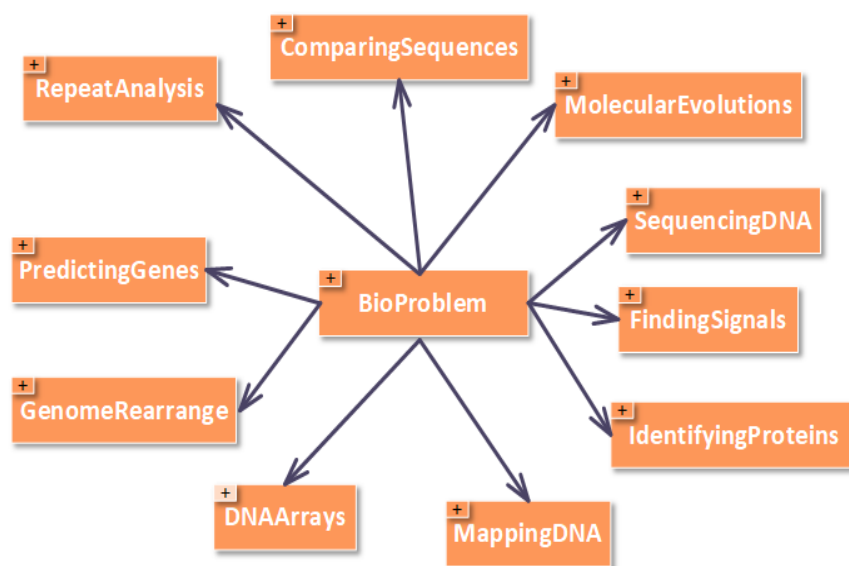 +
ComparingSequences
+
RepeatAnalysis
+
MolecularEvolutions
+
SequencingDNA
+
PredictingGenes
+
BioProblem
+
FindingSignals
+
GenomeRearrange
+
IdentifyingProteins
+
DNAArrays
+
MappingDNA